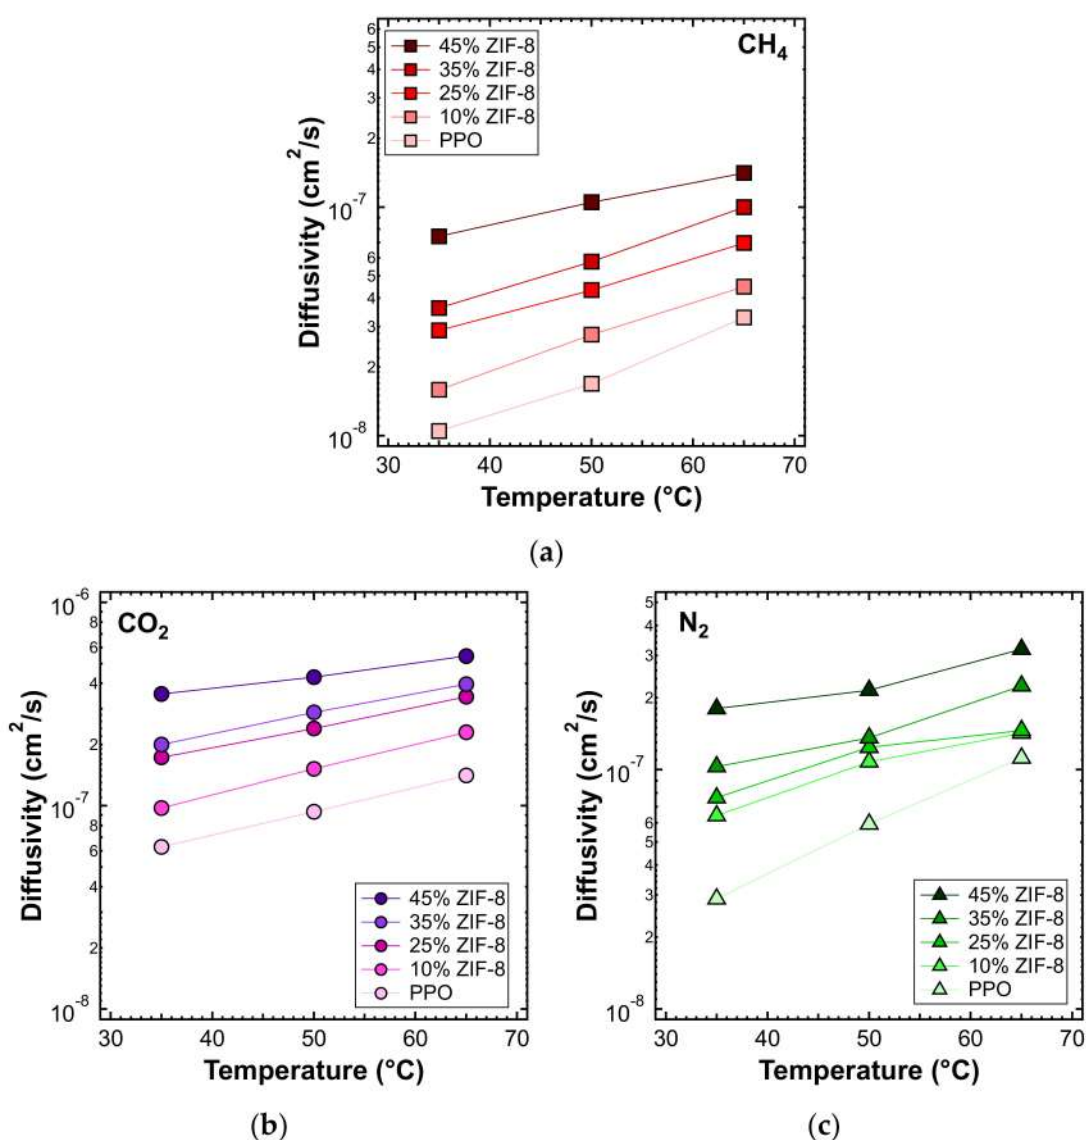 6
5
4
3
2
10⁻⁷
6
5
4
3
2
10⁻⁸
45% ZIF-8
35% ZIF-8
25% ZIF-8
10% ZIF-8
PPO
CH₄
Diffusivity (cm²/s)
30 40 50 60 70
Temperature (°C)
(a)
10⁻⁶
8
6
4
2
10⁻⁷
8
6
4
2
10⁻⁸
CO₂
Diffusivity (cm²/s)
45% ZIF-8
35% ZIF-8
25% ZIF-8
10% ZIF-8
PPO
30 40 50 60 70
Temperature (°C)
(b)
5
4
3
2
10⁻⁷
6
5
4
3
2
10⁻⁸
N₂
Diffusivity (cm²/s)
45% ZIF-8
35% ZIF-8
25% ZIF-8
10% ZIF-8
PPO
30 40 50 60 70
Temperature (°C)
(c)